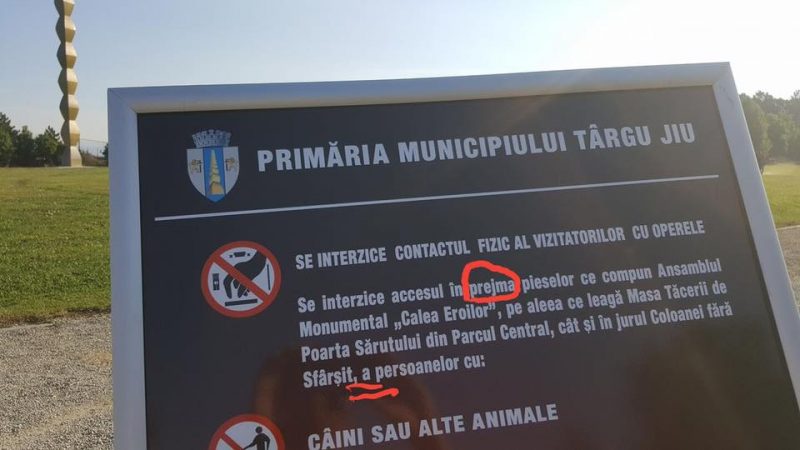 PRIMĂRIA MUNICIPIULUI TÂRGU JIU
SE INTERZICE CONTACTUL FIZIC AL VIZITATORILOR CU OPERELE
Se interzice accesul în prejma pieselor ce compun Ansamblul
Monumental „Calea Eroilor”, pe aleea ce leagă Masa Tăcerii de
Poarta Sărutului din Parcul Central, cât și în jurul Coloanei fără
Sfârșit, a persoanelor cu:
CÂINI SAU ALTE ANIMALE